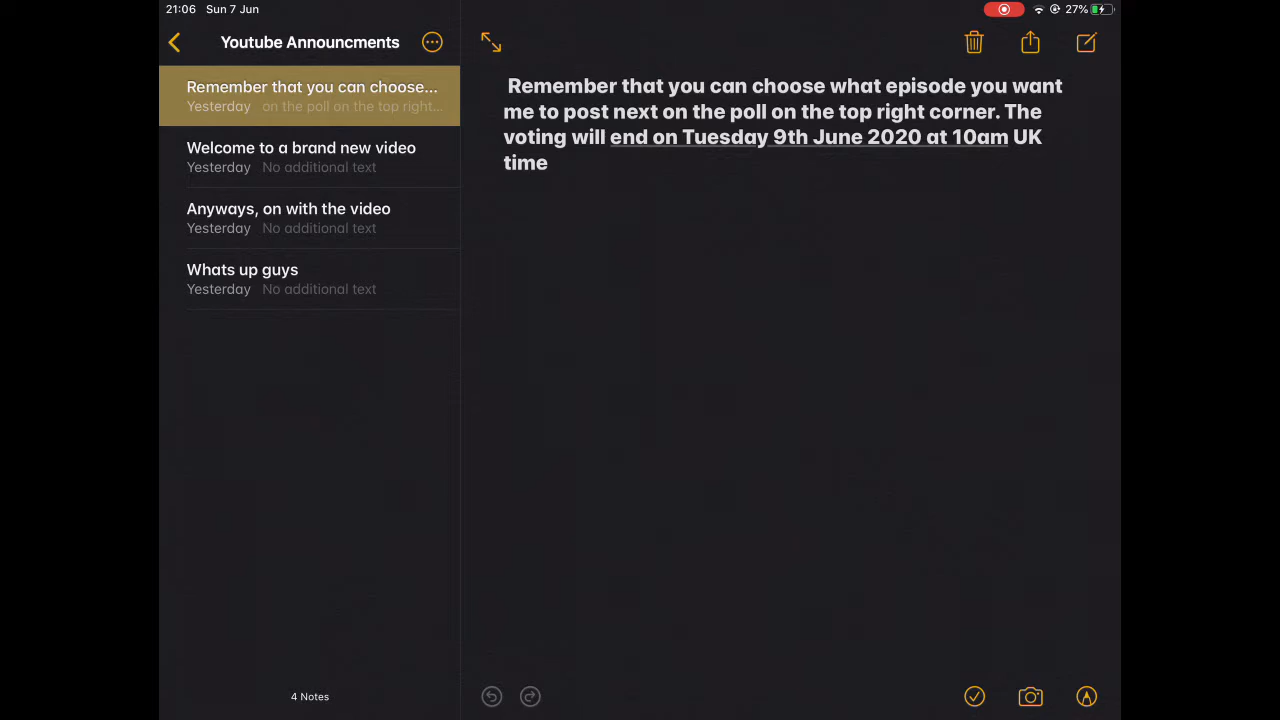 21:06 Sun 7 Jun
27%
Youtube Announcments
Remember that you can choose...
Yesterday on the poll on the top right...
Welcome to a brand new video
Yesterday No additional text
Anyways, on with the video
Yesterday No additional text
Whats up guys
Yesterday No additional text
4 Notes
Remember that you can choose what episode you want
me to post next on the poll on the top right corner. The
voting will end on Tuesday 9th June 2020 at 10am UK
time